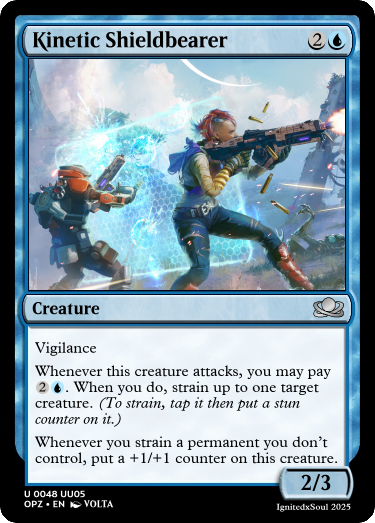 Kinetic Shieldbearer 2
Creature
Vigilance
Whenever this creature attacks, you may pay
2 . When you do, strain up to one target
creature. (To strain, tap it then put a stun
counter on it.)
Whenever you strain a permanent you don't
control, put a +1/+1 counter on this creature.
2/3
U 0048 UU05
OPZ • EN VOLTA
IgnitedxSoul 2025